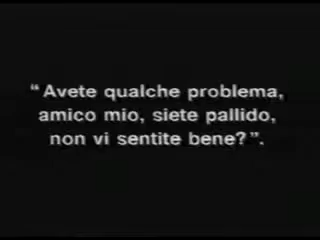 “Avete qualche problema,
amico mio, siete pallido,
non vi sentite bene?”.